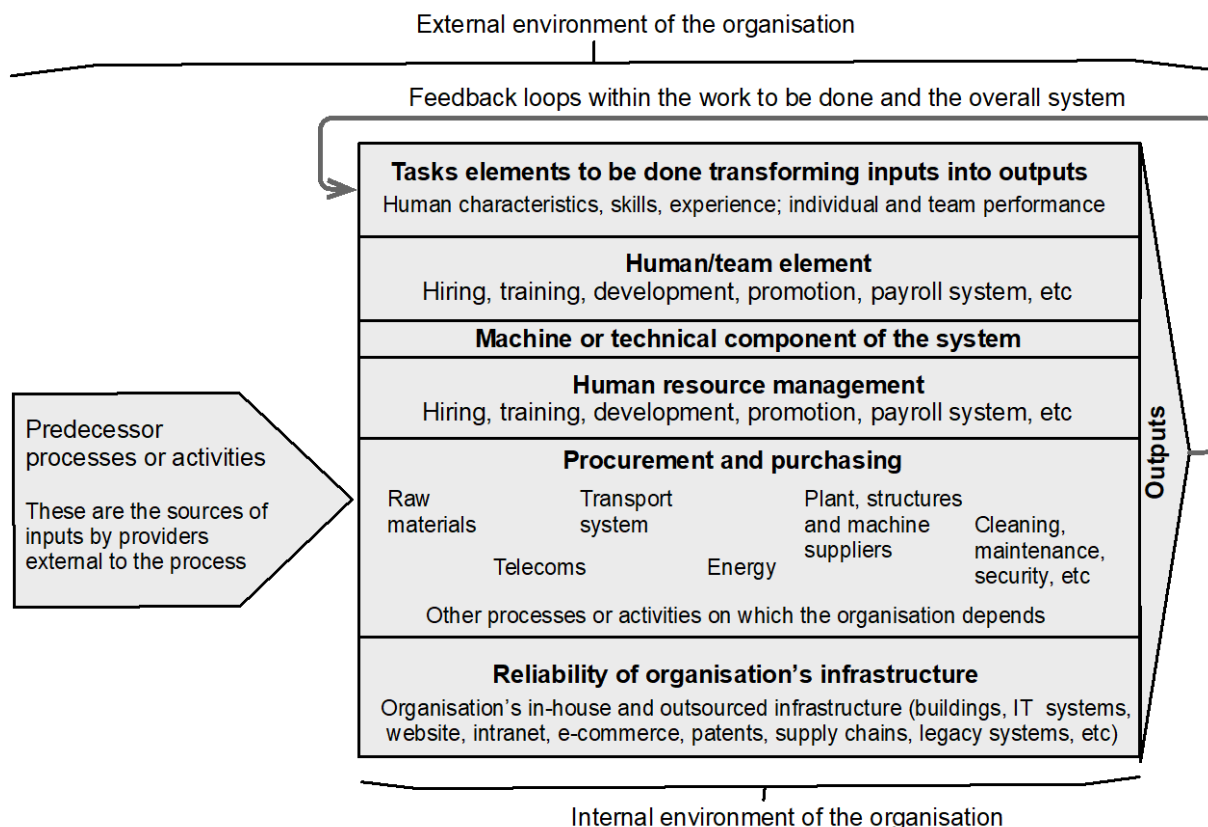 External environment of the organisation
Feedback loops within the work to be done and the overall system
Tasks elements to be done transforming inputs into outputs
Human characteristics, skills, experience; individual and team performance
Human/team element
Hiring, training, development, promotion, payroll system, etc
Machine or technical component of the system
Human resource management
Hiring, training, development, promotion, payroll system, etc
Predecessor
processes or activities
These are the sources of
inputs by providers
external to the process
Procurement and purchasing
Raw
materials
Transport
system
Plant, structures
and machine
suppliers
Cleaning,
maintenance,
security, etc
Telecoms
Energy
Other processes or activities on which the organisation depends
Reliability of organisation's infrastructure
Organisation's in-house and outsourced infrastructure (buildings, IT systems,
website, intranet, e-commerce, patents, supply chains, legacy systems, etc)
Outputs
Internal environment of the organisation